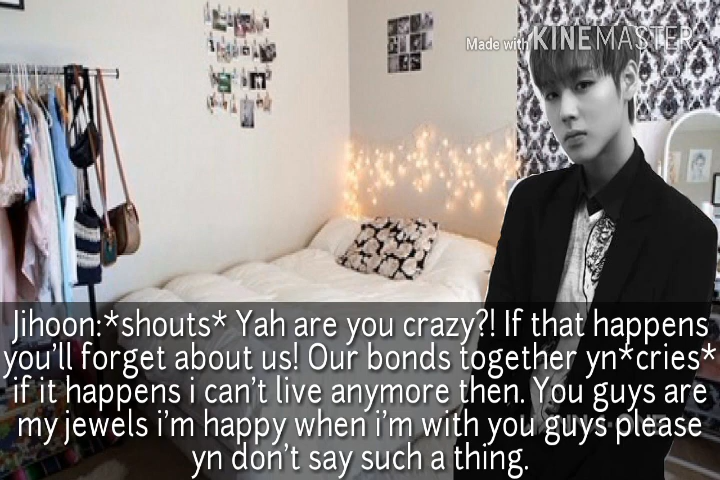 Made with KINEMASTER
Jihoon:*shouts* Yah are you crazy?! If that happens
you'll forget about us! Our bonds together yn*cries*
if it happens i can't live anymore then. You guys are
my jewels i'm happy when i'm with you guys please
yn don't say such a thing.